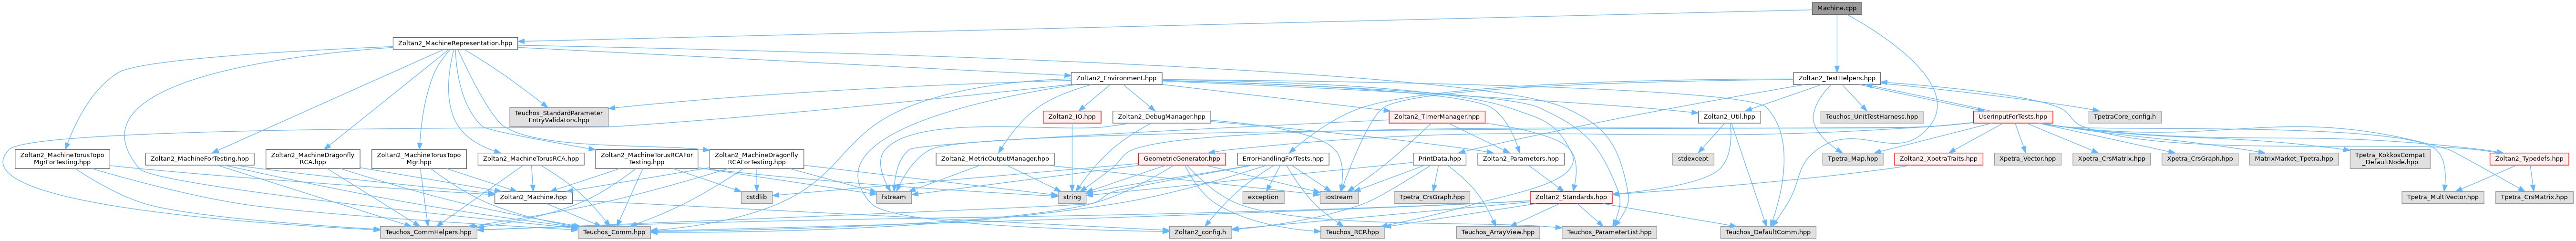 Machine.cpp
Zoltan2_MachineRepresentation.hpp
Zoltan2_Environment.hpp
Zoltan2_TestHelpers.hpp
Teuchos_StandardParameter
EntryValidators.hpp
Zoltan2_IO.hpp
Zoltan2_DebugManager.hpp
Zoltan2_TimerManager.hpp
Zoltan2_Util.hpp
Teuchos_UnitTestHarness.hpp
UserInputForTests.hpp
TpetraCore_config.h
Zoltan2_MachineTorusTopo
MgrForTesting.hpp
Zoltan2_MachineForTesting.hpp
Zoltan2_MachineDragonfly
RCA.hpp
Zoltan2_MachineTorusTopo
Mgr.hpp
Zoltan2_MachineTorusRCA.hpp
Zoltan2_MachineTorusRCAFor
Testing.hpp
Zoltan2_MachineDragonfly
RCAForTesting.hpp
Zoltan2_MetricOutputManager.hpp
GeometricGenerator.hpp
ErrorHandlingForTests.hpp
PrintData.hpp
Zoltan2_Parameters.hpp
stdexcept
Tpetra_Map.hpp
Zoltan2_XpetraTraits.hpp
Xpetra_Vector.hpp
Xpetra_CrsMatrix.hpp
Xpetra_CrsGraph.hpp
MatrixMarket_Tpetra.hpp
Tpetra_KokkosCompat
_DefaultNode.hpp
Zoltan2_Typedefs.hpp
Zoltan2_Machine.hpp
cstdlib
fstream
string
exception
iostream
Tpetra_CrsGraph.hpp
Zoltan2_Standards.hpp
Tpetra_MultiVector.hpp
Tpetra_CrsMatrix.hpp
Teuchos_CommHelpers.hpp
Teuchos_Comm.hpp
Zoltan2_config.h
Teuchos_RCP.hpp
Teuchos_ArrayView.hpp
Teuchos_ParameterList.hpp
Teuchos_DefaultComm.hpp